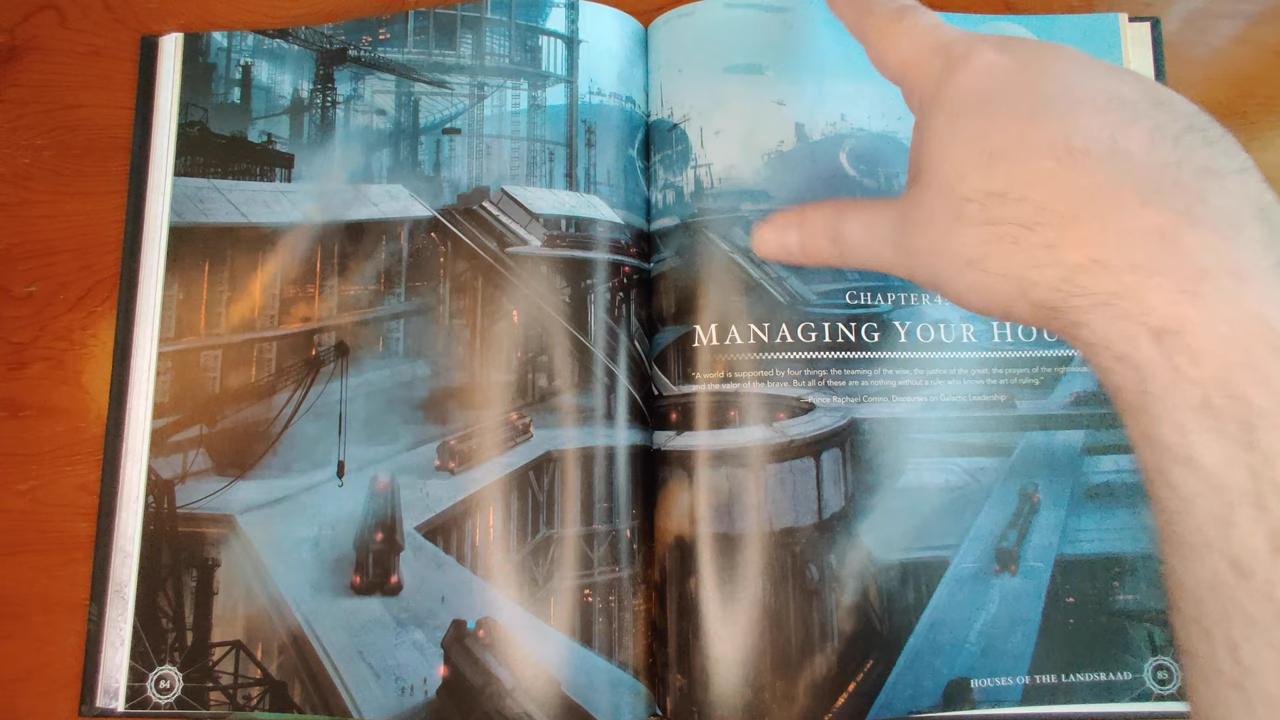 CHAPTER 4:
MANAGING YOUR HOU
"A world is supported by four things: the teaming of the wise, the justice of the great, the prayers of the righteous
and the valor of the brave. But all of these are as nothing without a ruler who knows the art of ruling."
—Prince Raphael Corrino, Discourses on Galactic Leadership
84
HOUSES OF THE LANDSRAAD 85